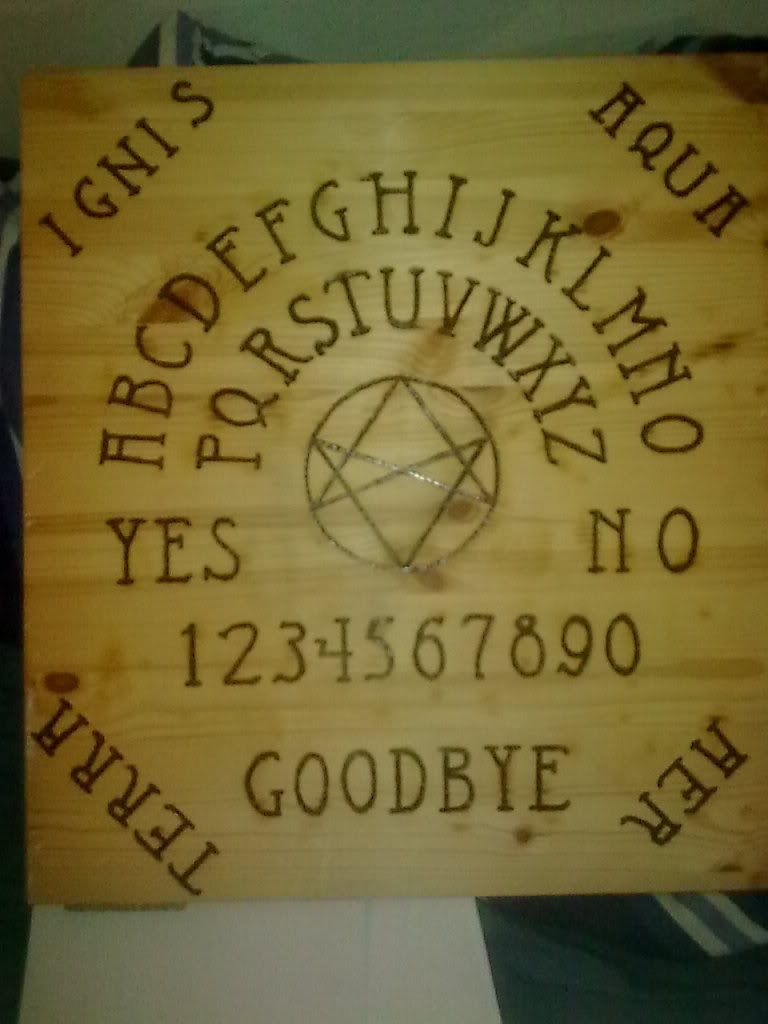 IGNIS
AQUA
ABCDEFGHIJKLMNO
PQRSTUVWXYZ
YES
NO
1234567890
TERRA
GOODBYE
AER